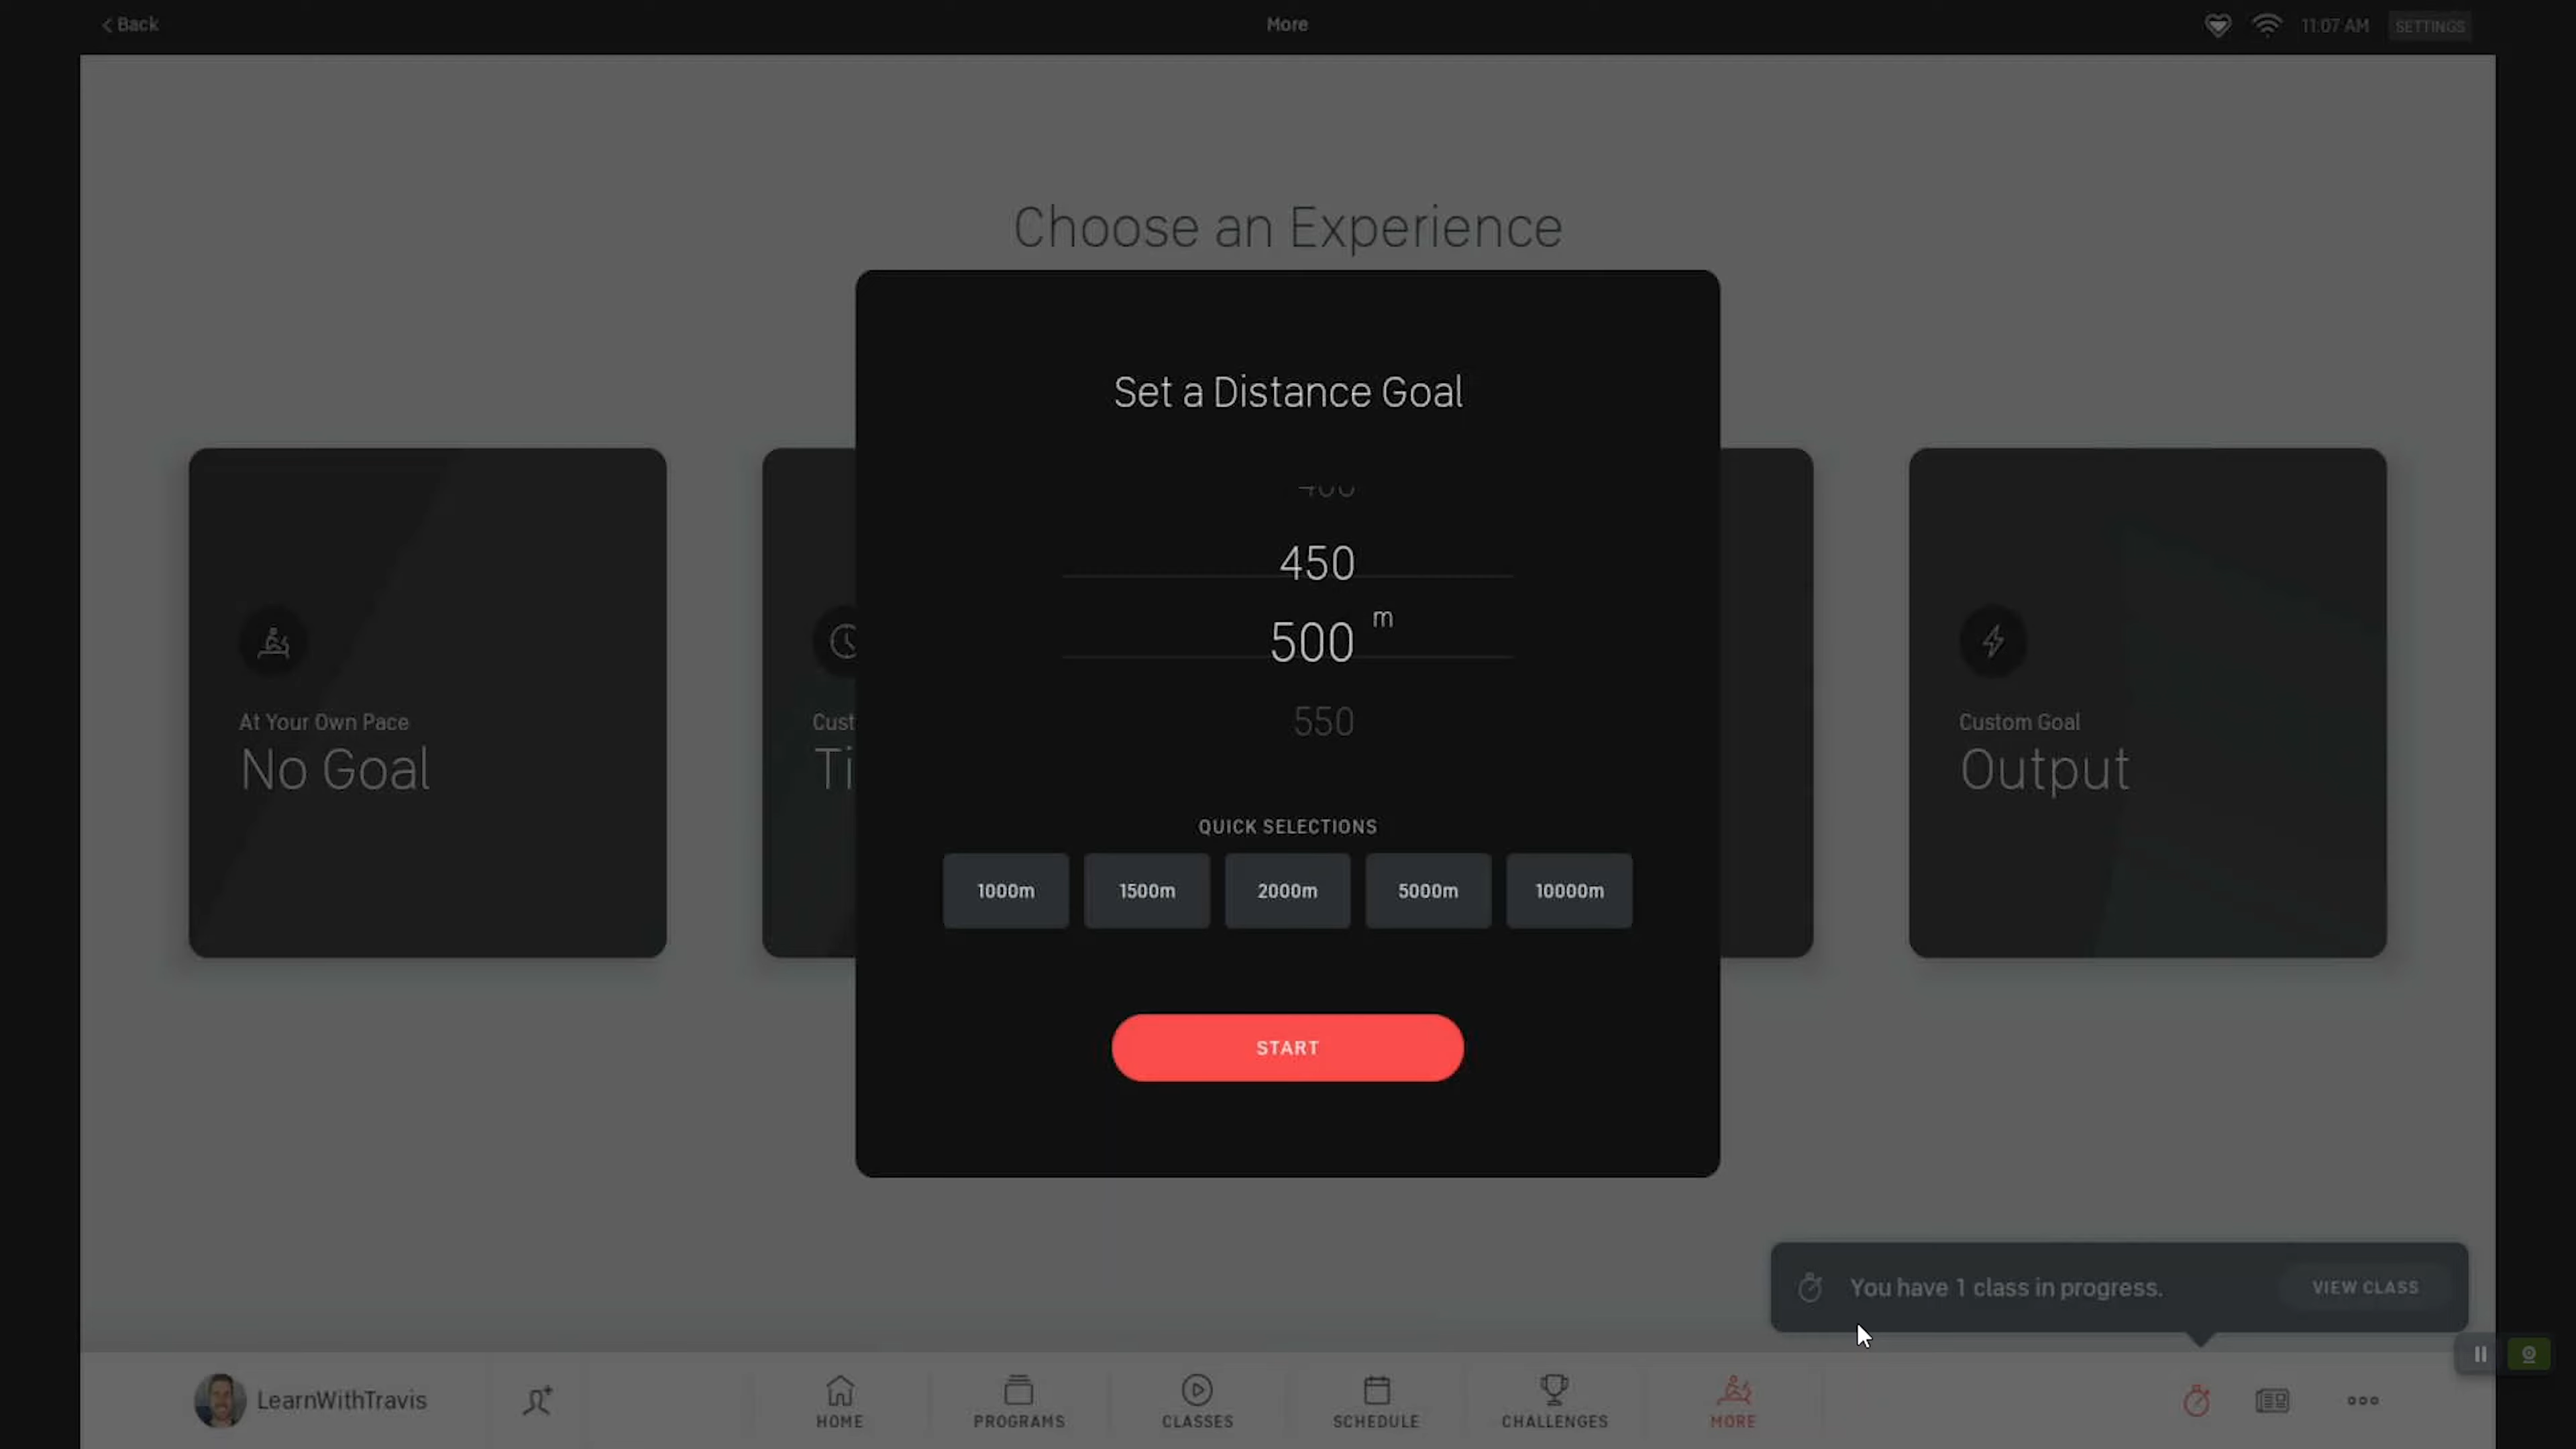 Back
More
11:07 AM
SETTINGS
Choose an Experience
Set a Distance Goal
400
450
500 m
550
At Your Own Pace
No Goal
Custom Goal
Output
QUICK SELECTIONS
1000m
1500m
2000m
5000m
10000m
START
You have 1 class in progress.
VIEW CLASS
LearnWithTravis
HOME
PROGRAMS
CLASSES
SCHEDULE
CHALLENGES
MORE